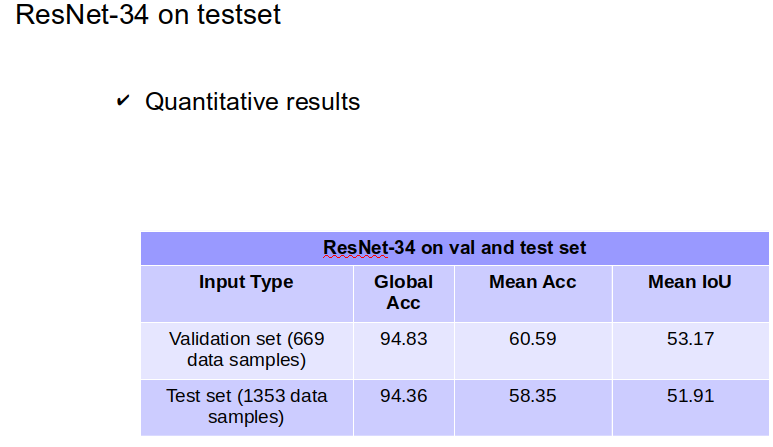 ResNet-34 on testset
✔ Quantitative results
ResNet-34 on val and test set
Input Type Global Acc Mean Acc Mean IoU
Validation set (669 data samples) 94.83 60.59 53.17
Test set (1353 data samples) 94.36 58.35 51.91